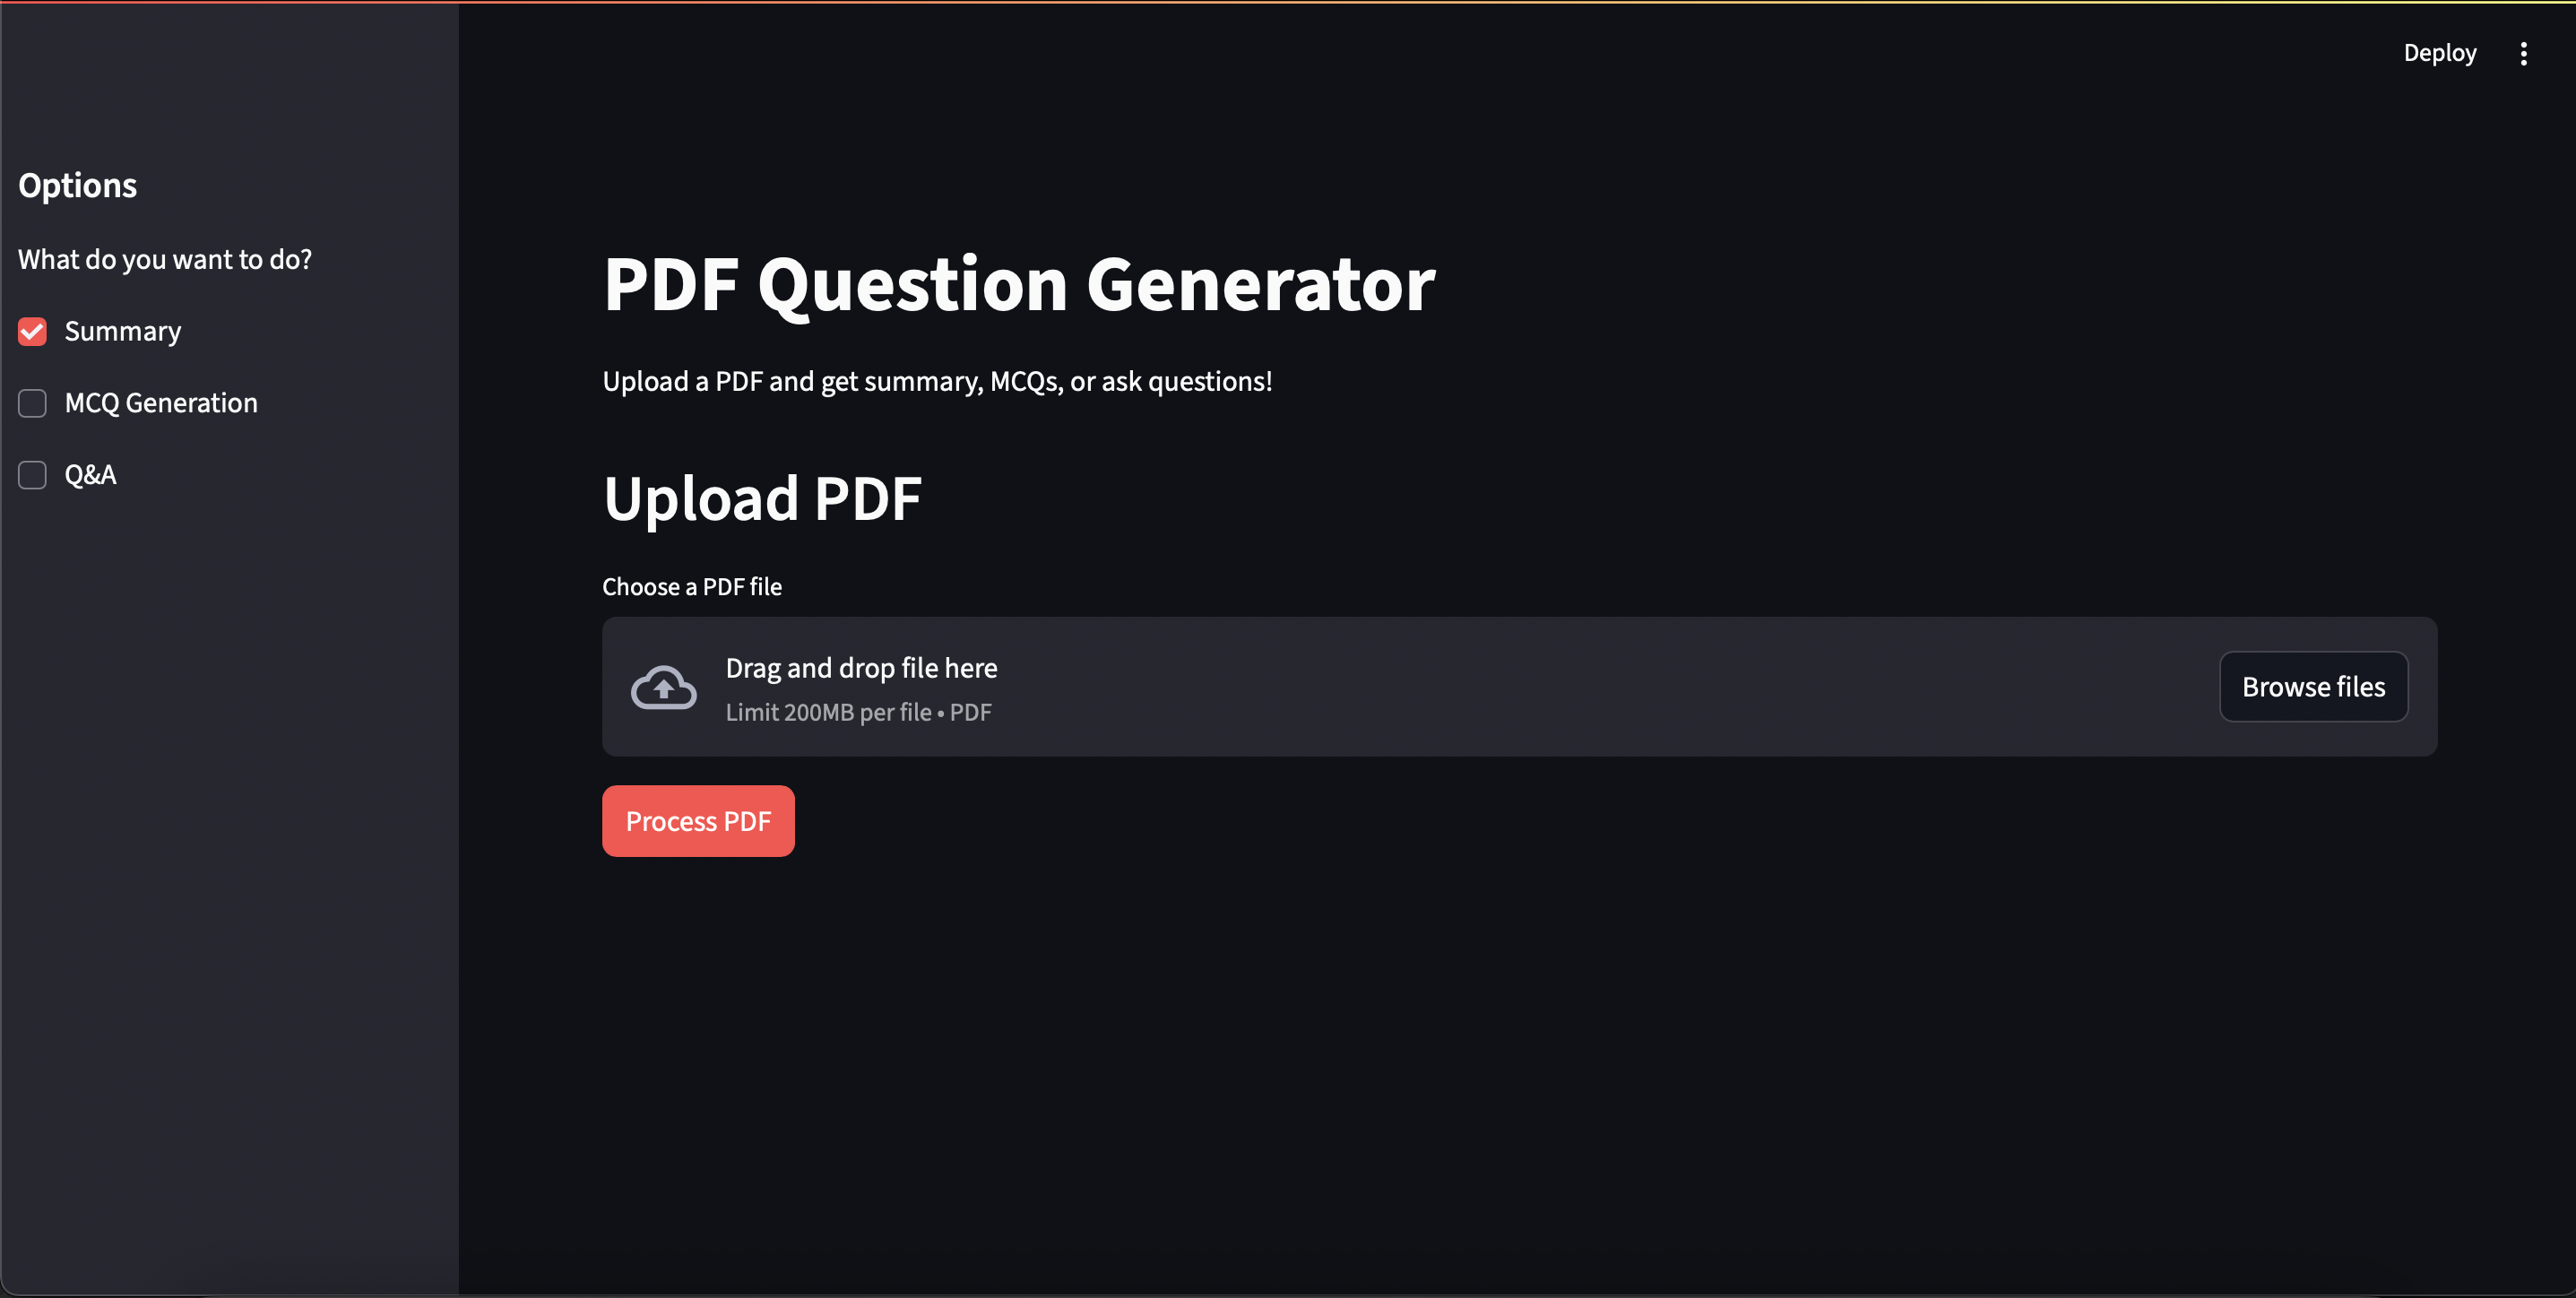 Deploy
Options
What do you want to do?
Summary
MCQ Generation
Q&A
PDF Question Generator
Upload a PDF and get summary, MCQs, or ask questions!
Upload PDF
Choose a PDF file
Drag and drop file here
Limit 200MB per file • PDF
Browse files
Process PDF